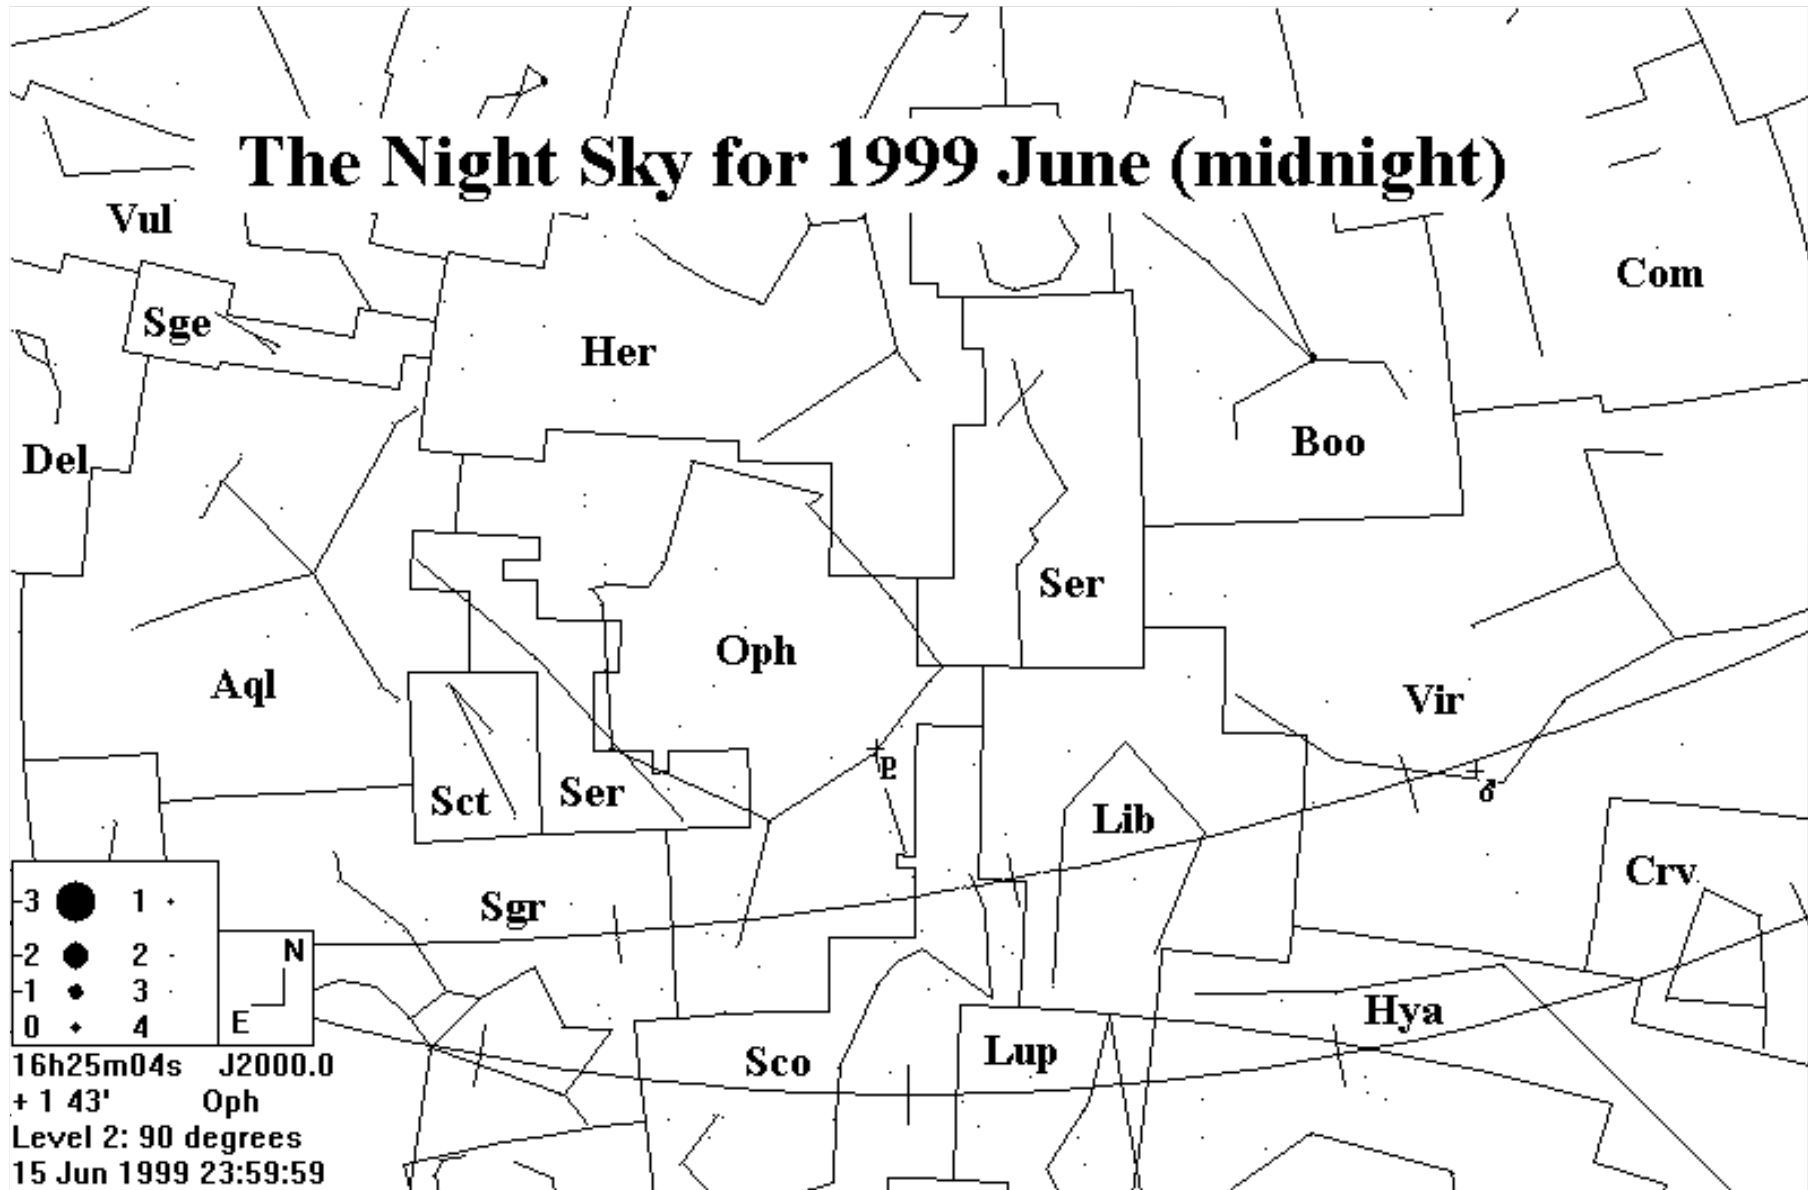 The Night Sky for 1999 June (midnight)
Vul
Com
Sge
Her
Boo
Del
Ser
Oph
Aql
Vir
P
♂
Sct
Ser
Lib
Crv
Sgr
-3 1
-2 2
-1 3
0 4
N
E
Hya
Sco
Lup
16h25m04s J2000.0
+ 1 43' Oph
Level 2: 90 degrees
15 Jun 1999 23:59:59